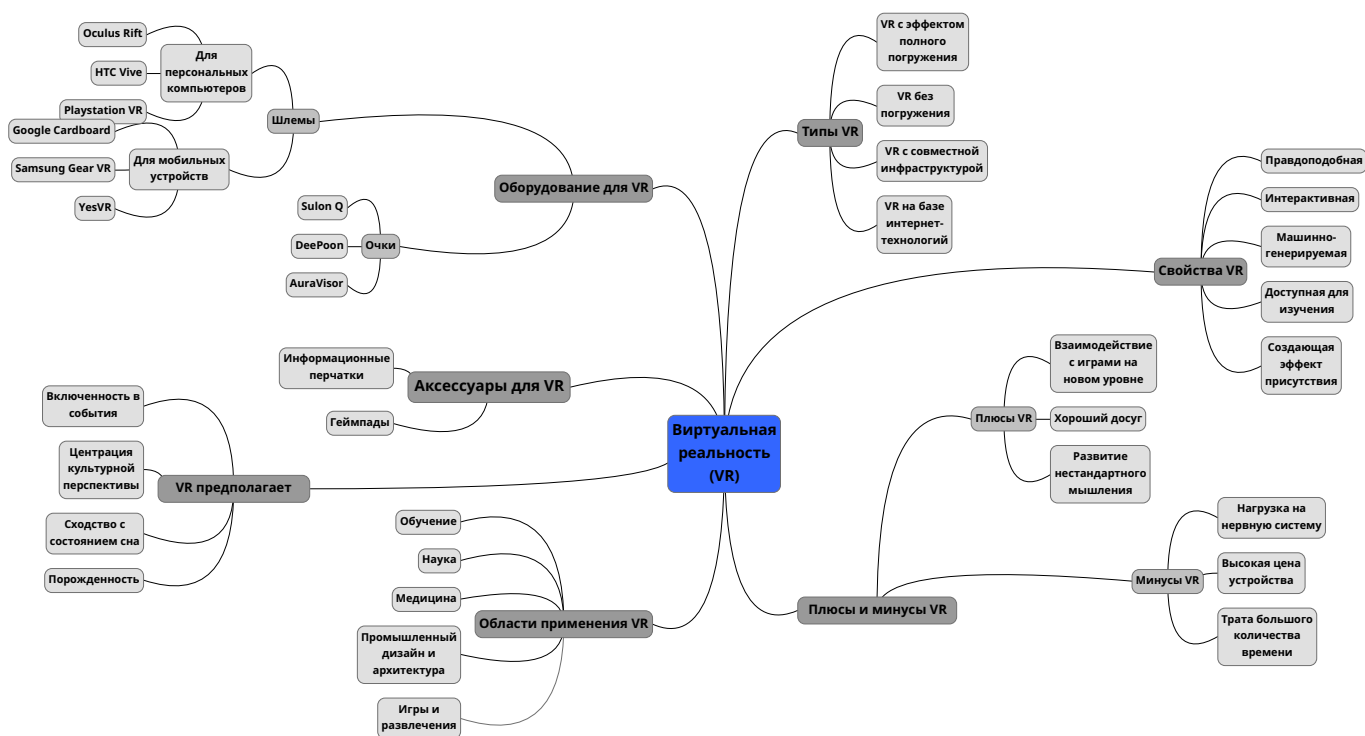 Виртуальная
реальность
(VR)
Оборудование для VR
Шлемы
Для
персональных
компьютеров
Oculus Rift
HTC Vive
Playstation VR
Для мобильных
устройств
Google Cardboard
Samsung Gear VR
YesVR
Очки
Sulon Q
DeePoon
AuraVisor
Аксессуары для VR
Информационные
перчатки
Геймпады
VR предполагает
Включенность в
события
Центрация
культурной
перспективы
Сходство с
состоянием сна
Порожденность
Области применения VR
Обучение
Наука
Медицина
Промышленный
дизайн и
архитектура
Игры и
развлечения
Типы VR
VR с эффектом
полного
погружения
VR без
погружения
VR с совместной
инфраструктурой
VR на базе
интернет-
технологий
Свойства VR
Правдоподобная
Интерактивная
Машинно-
генерируемая
Доступная для
изучения
Создающая
эффект
присутствия
Плюсы и минусы VR
Плюсы VR
Взаимодействие
с играми на
новом уровне
Хороший досуг
Развитие
нестандартного
мышления
Минусы VR
Нагрузка на
нервную систему
Высокая цена
устройства
Трата большого
количества
времени